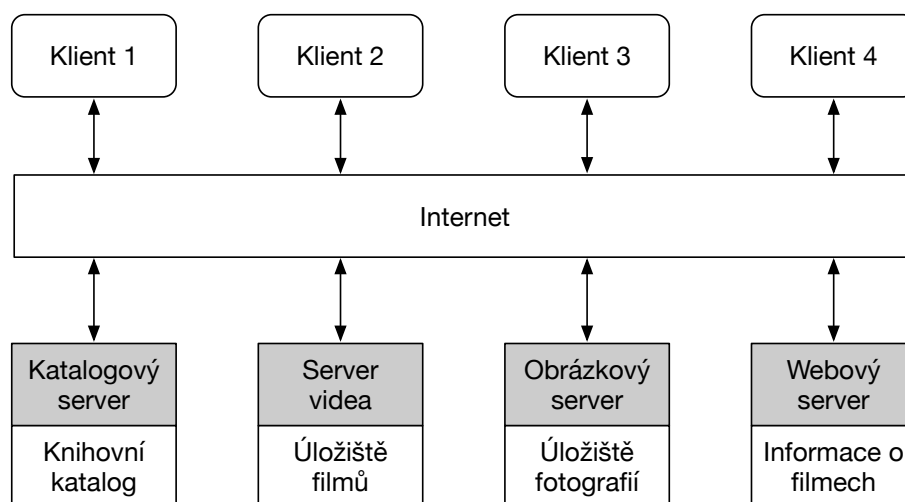 Klient 1
Klient 2
Klient 3
Klient 4
Internet
Katalogový
server
Knihovní
katalog
Server
videa
Úložiště
filmů
Obrázkový
server
Úložiště
fotografií
Webový
server
Informace o
filmech